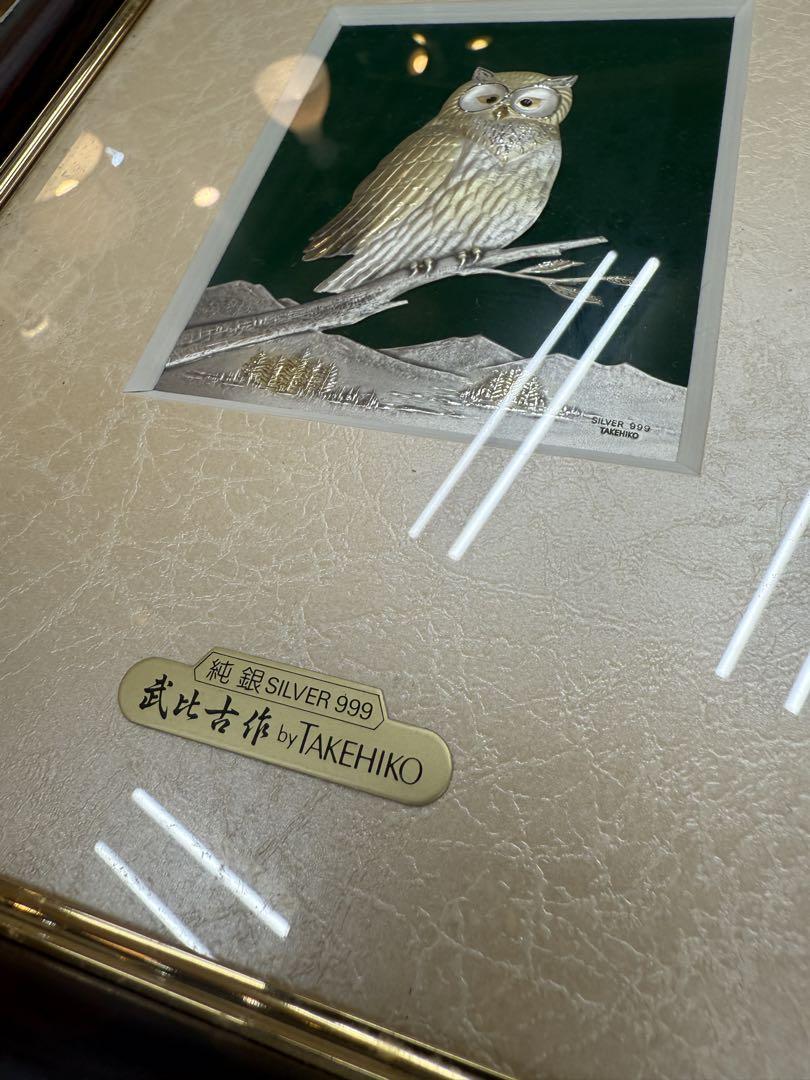 SILVER 999
TAKEHIKO
純銀 SILVER 999
武比古作 by TAKEHIKO